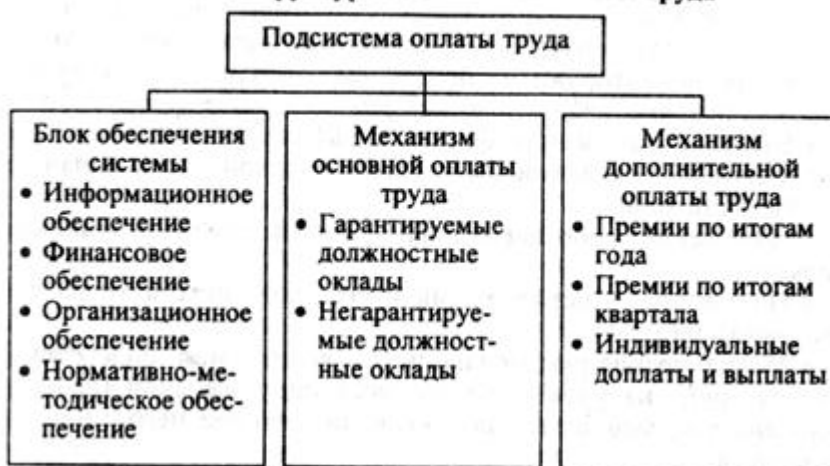 труда
Подсистема оплаты труда
Блок обеспечения
системы
• Информационное
обеспечение
• Финансовое
обеспечение
• Организационное
обеспечение
• Нормативно-ме-
тодическое обес-
печение
Механизм
основной оплаты
труда
• Гарантируемые
должностные
оклады
• Негарантируе-
мые должност-
ные оклады
Механизм
дополнительной
оплаты труда
• Премии по итогам
года
• Премии по итогам
квартала
• Индивидуальные
доплаты и выплаты